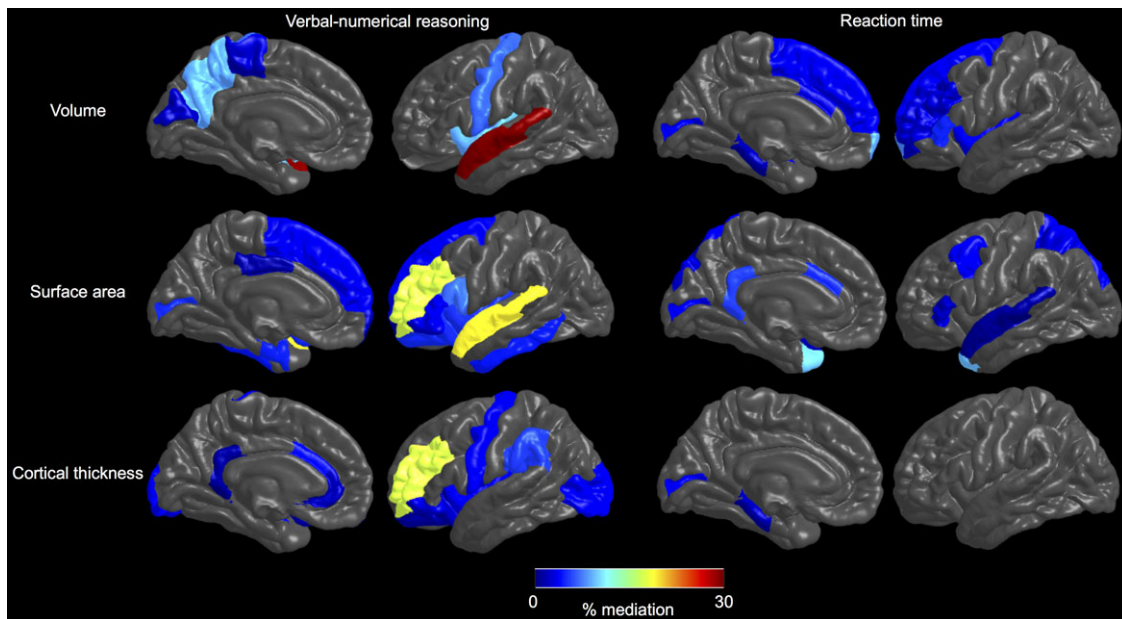 Verbal-numerical reasoning
Reaction time
Volume
Surface area
Cortical thickness
0
30
% mediation